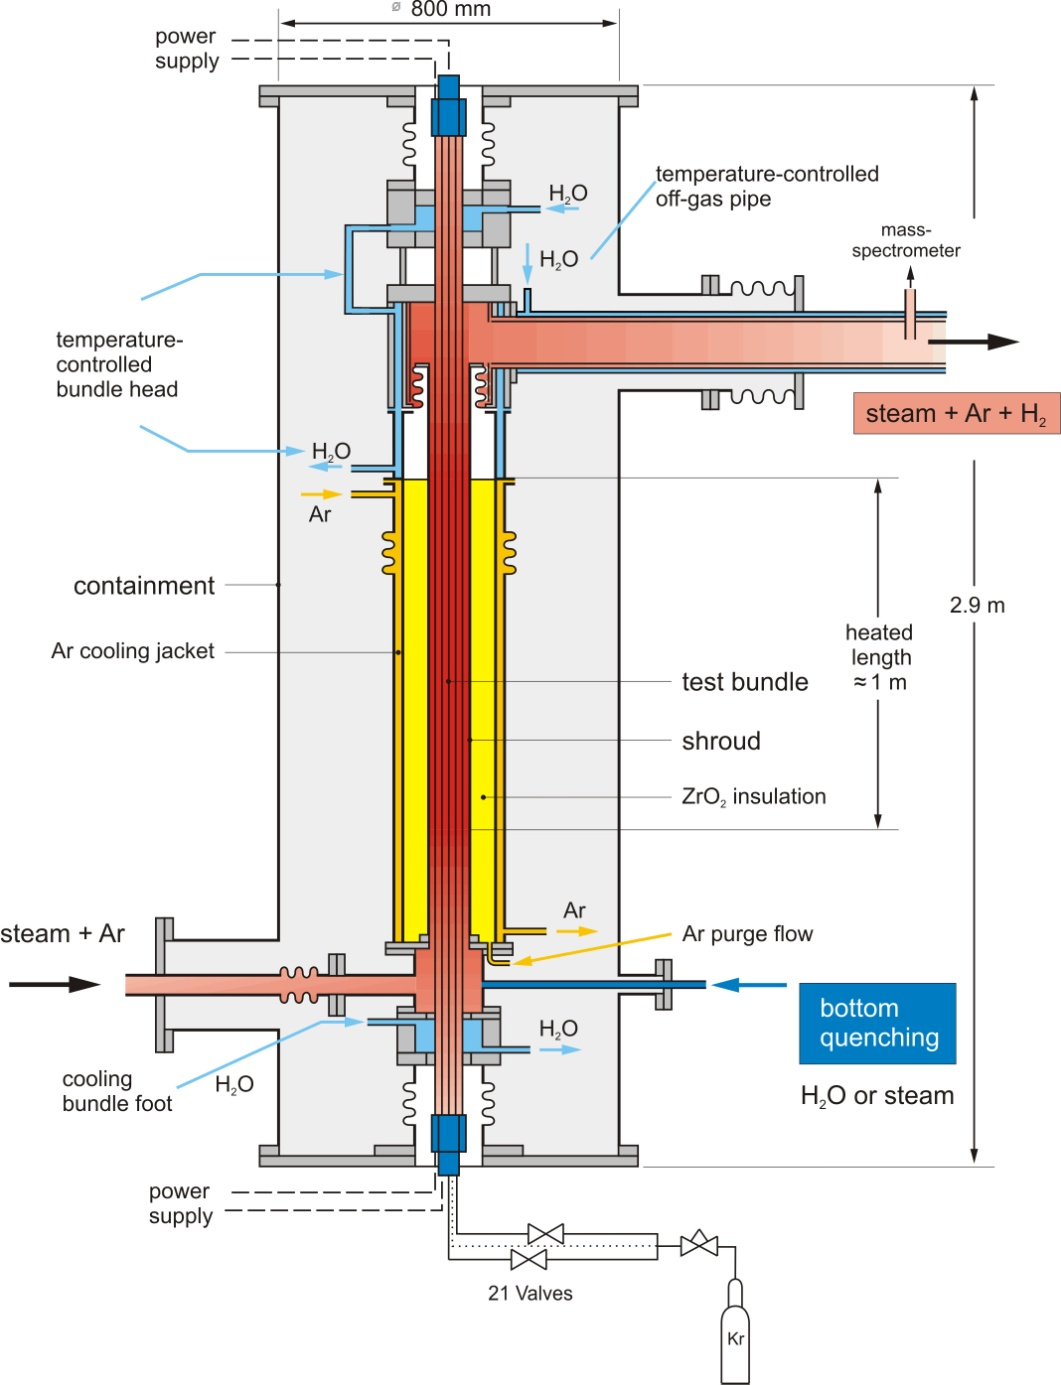 ⌀ 800 mm
power
supply
temperature-controlled
off-gas pipe
H₂O
mass-
spectrometer
H₂O
temperature-
controlled
bundle head
steam + Ar + H₂
H₂O
Ar
containment
2.9 m
heated
length
≈ 1 m
Ar cooling jacket
test bundle
shroud
ZrO₂ insulation
Ar
steam + Ar
Ar purge flow
bottom
quenching
H₂O
cooling
bundle foot
H₂O
H₂O or steam
power
supply
21 Valves
Kr